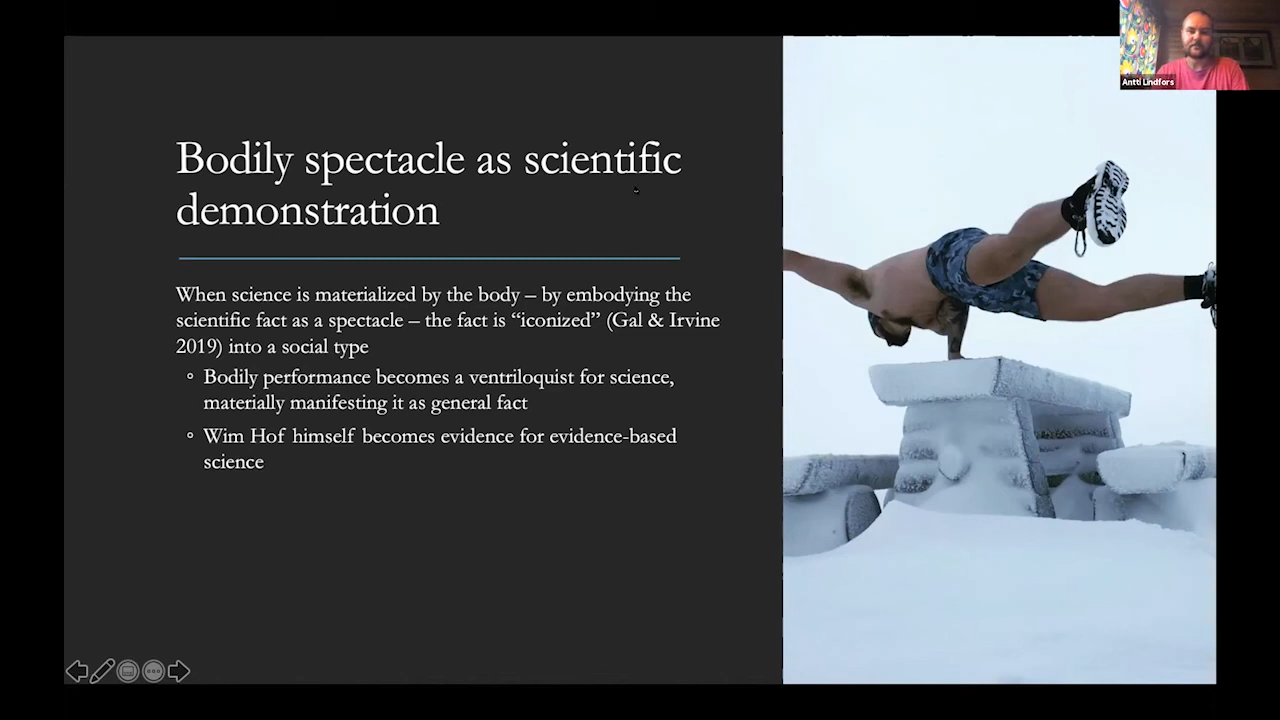 Antti Lindfors
Bodily spectacle as scientific
demonstration
When science is materialized by the body – by embodying the
scientific fact as a spectacle – the fact is “iconized” (Gal & Irvine
2019) into a social type
Bodily performance becomes a ventriloquist for science,
materially manifesting it as general fact
Wim Hof himself becomes evidence for evidence-based
science